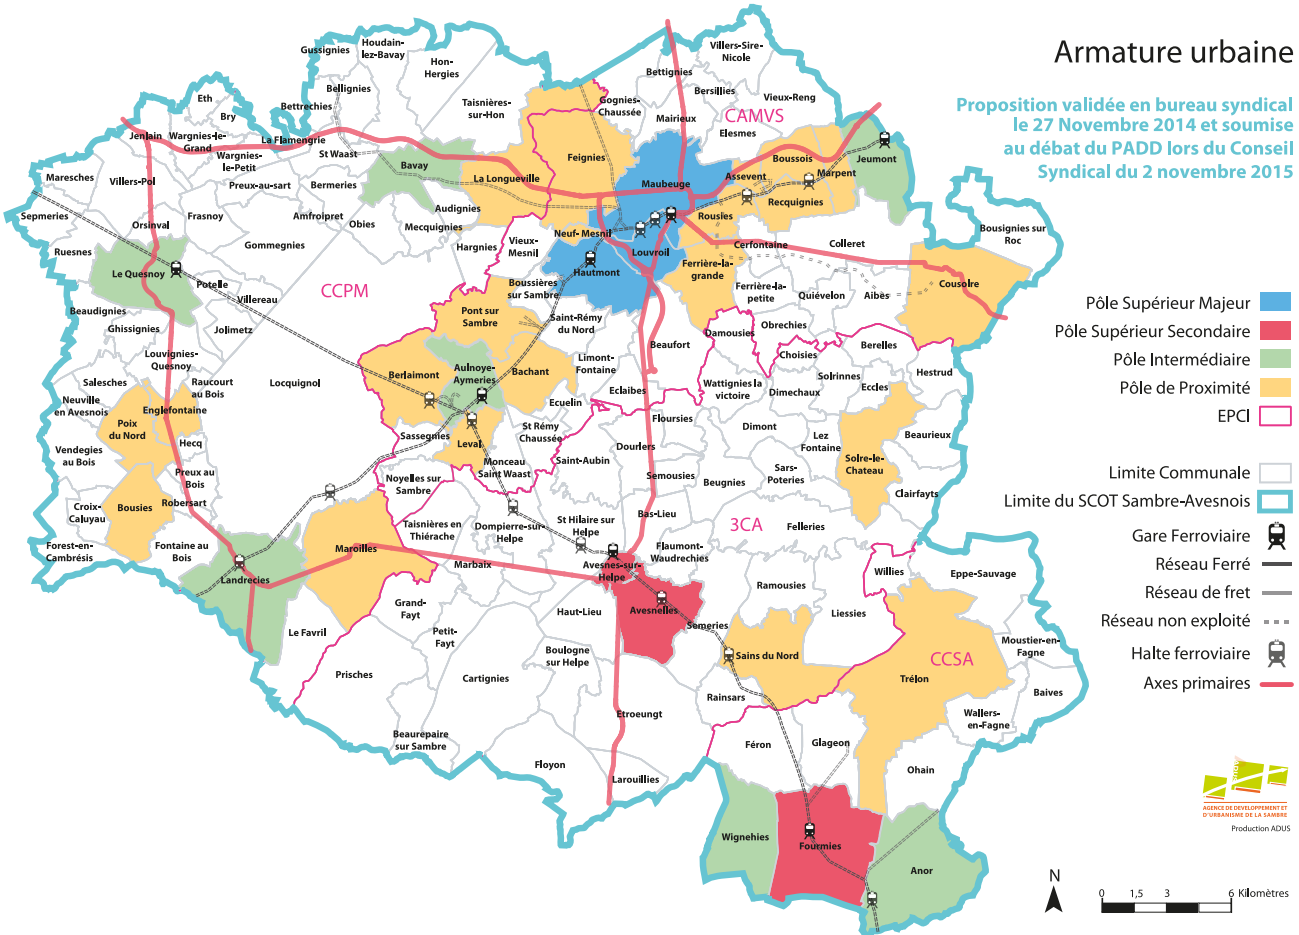 Armature urbaine
Proposition validée en bureau syndical
le 27 Novembre 2014 et soumise
au débat du PADD lors du Conseil
Syndical du 2 novembre 2015
Pôle Supérieur Majeur
Pôle Supérieur Secondaire
Pôle Intermédiaire
Pôle de Proximité
EPCI
Limite Communale
Limite du SCOT Sambre-Avesnois
Gare Ferroviaire
Réseau Ferré
Réseau de fret
Réseau non exploité
Halte ferroviaire
Axes primaires
AGENCE DE DEVELOPPEMENT ET
D'URBANISME DE LA SAMBRE
Production ADUS
N
0 1,5 3 6 Kilomètres
CAMVS
CCPM
3CA
CCSA
Gussignies
Houdain-
lez-Bavay
Hon-
Hergies
Bellignies
Bettrechies
Taisnières-
sur-Hon
Eth
Bry
Jenlain
Wargnies-le-
Grand
Wargnies-
le-Petit
La Flamengrie
St Waast
Bavay
Maresches
Villers-Pol
Preux-au-sart
Bermeries
Sepmeries
Orsinval
Frasnoy
Amfroipret
Obies
Mecquignies
Audignies
La Longueville
Feignies
Gognies-
Chaussée
Bettignies
Villers-Sire-
Nicole
Bersillies
Vieux-Reng
Mairieux
Elesmes
Boussois
Marpent
Jeumont
Assevent
Recquignies
Maubeuge
Rousies
Neuf- Mesnil
Louvroil
Hautmont
Cerfontaine
Colleret
Bousignies sur
Roc
Cousolre
Ferrière-la-
grande
Ferrière-la-
petite
Quiévelon
Aibes
Obrechies
Damousies
Choisies
Berelles
Hestrud
Ruesnes
Le Quesnoy
Potelle
Gommegnies
Villereau
Beaudignies
Ghissignies
Jolimetz
Louvignies-
Quesnoy
Hargnies
Vieux-
Mesnil
Boussières
sur Sambre
Pont sur
Sambre
Saint-Rémy
du Nord
Limont-
Fontaine
Beaufort
Eclaibes
Wattignies la
victoire
Dimechaux
Solrinnes
Eccles
Salesches
Raucourt
au Bois
Neuville
en Avesnois
Englefontaine
Poix
du Nord
Hecq
Locquignol
Berlaimont
Aulnoye-
Aymeries
Bachant
Ecuelin
St Rémy
Chaussée
Sassegnies
Leval
Monceau
Saint Waast
Saint-Aubin
Dourlers
Floursies
Dimont
Lez
Fontaine
Beaurieux
Solre-le-
Chateau
Clairfayts
Vendegies
au Bois
Preux au
Bois
Robersart
Croix-
Caluyau
Bousies
Forest-en-
Cambrésis
Fontaine au
Bois
Landrecies
Noyelles sur
Sambre
Taisnières en
Thiérache
Maroilles
Marbaix
Dompierre-sur-
Helpe
St Hilaire sur
Helpe
Semousies
Beugnies
Sars-
Poteries
Bas-Lieu
Felleries
Flaumont-
Waudrechies
Avesnes-sur-
Helpe
Avesnelles
Ramousies
Willies
Eppe-Sauvage
Liessies
Semeries
Sains du Nord
Moustier-en-
Fagne
Trélon
Baives
Wallers-
en-Fagne
Le Favril
Grand-
Fayt
Petit-
Fayt
Haut-Lieu
Boulogne
sur Helpe
Prisches
Cartignies
Beaurepaire
sur Sambre
Etroeungt
Rainsars
Floyon
Larouillies
Féron
Glageon
Ohain
Wignehies
Fourmies
Anor